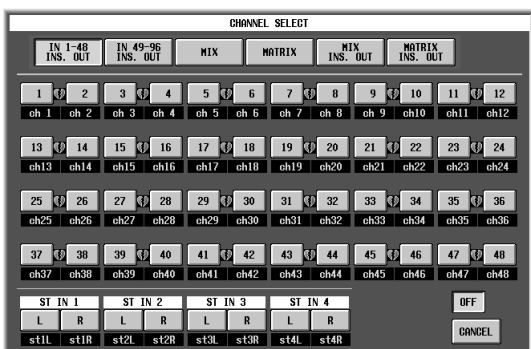 CHANNEL SELECT
IN 1-48 INS. OUT IN 49-96 INS. OUT MIX MATRIX MIX INS. OUT MATRIX INS. OUT
1 2 3 4 5 6 7 8 9 10 11 12
ch 1 ch 2 ch 3 ch 4 ch 5 ch 6 ch 7 ch 8 ch 9 ch10 ch11 ch12
13 14 15 16 17 18 19 20 21 22 23 24
ch13 ch14 ch15 ch16 ch17 ch18 ch19 ch20 ch21 ch22 ch23 ch24
25 26 27 28 29 30 31 32 33 34 35 36
ch25 ch26 ch27 ch28 ch29 ch30 ch31 ch32 ch33 ch34 ch35 ch36
37 38 39 40 41 42 43 44 45 46 47 48
ch37 ch38 ch39 ch40 ch41 ch42 ch43 ch44 ch45 ch46 ch47 ch48
ST IN 1 ST IN 2 ST IN 3 ST IN 4
L R L R L R L R
st1L st1R st2L st2R st3L st3R st4L st4R
OFF
CANCEL